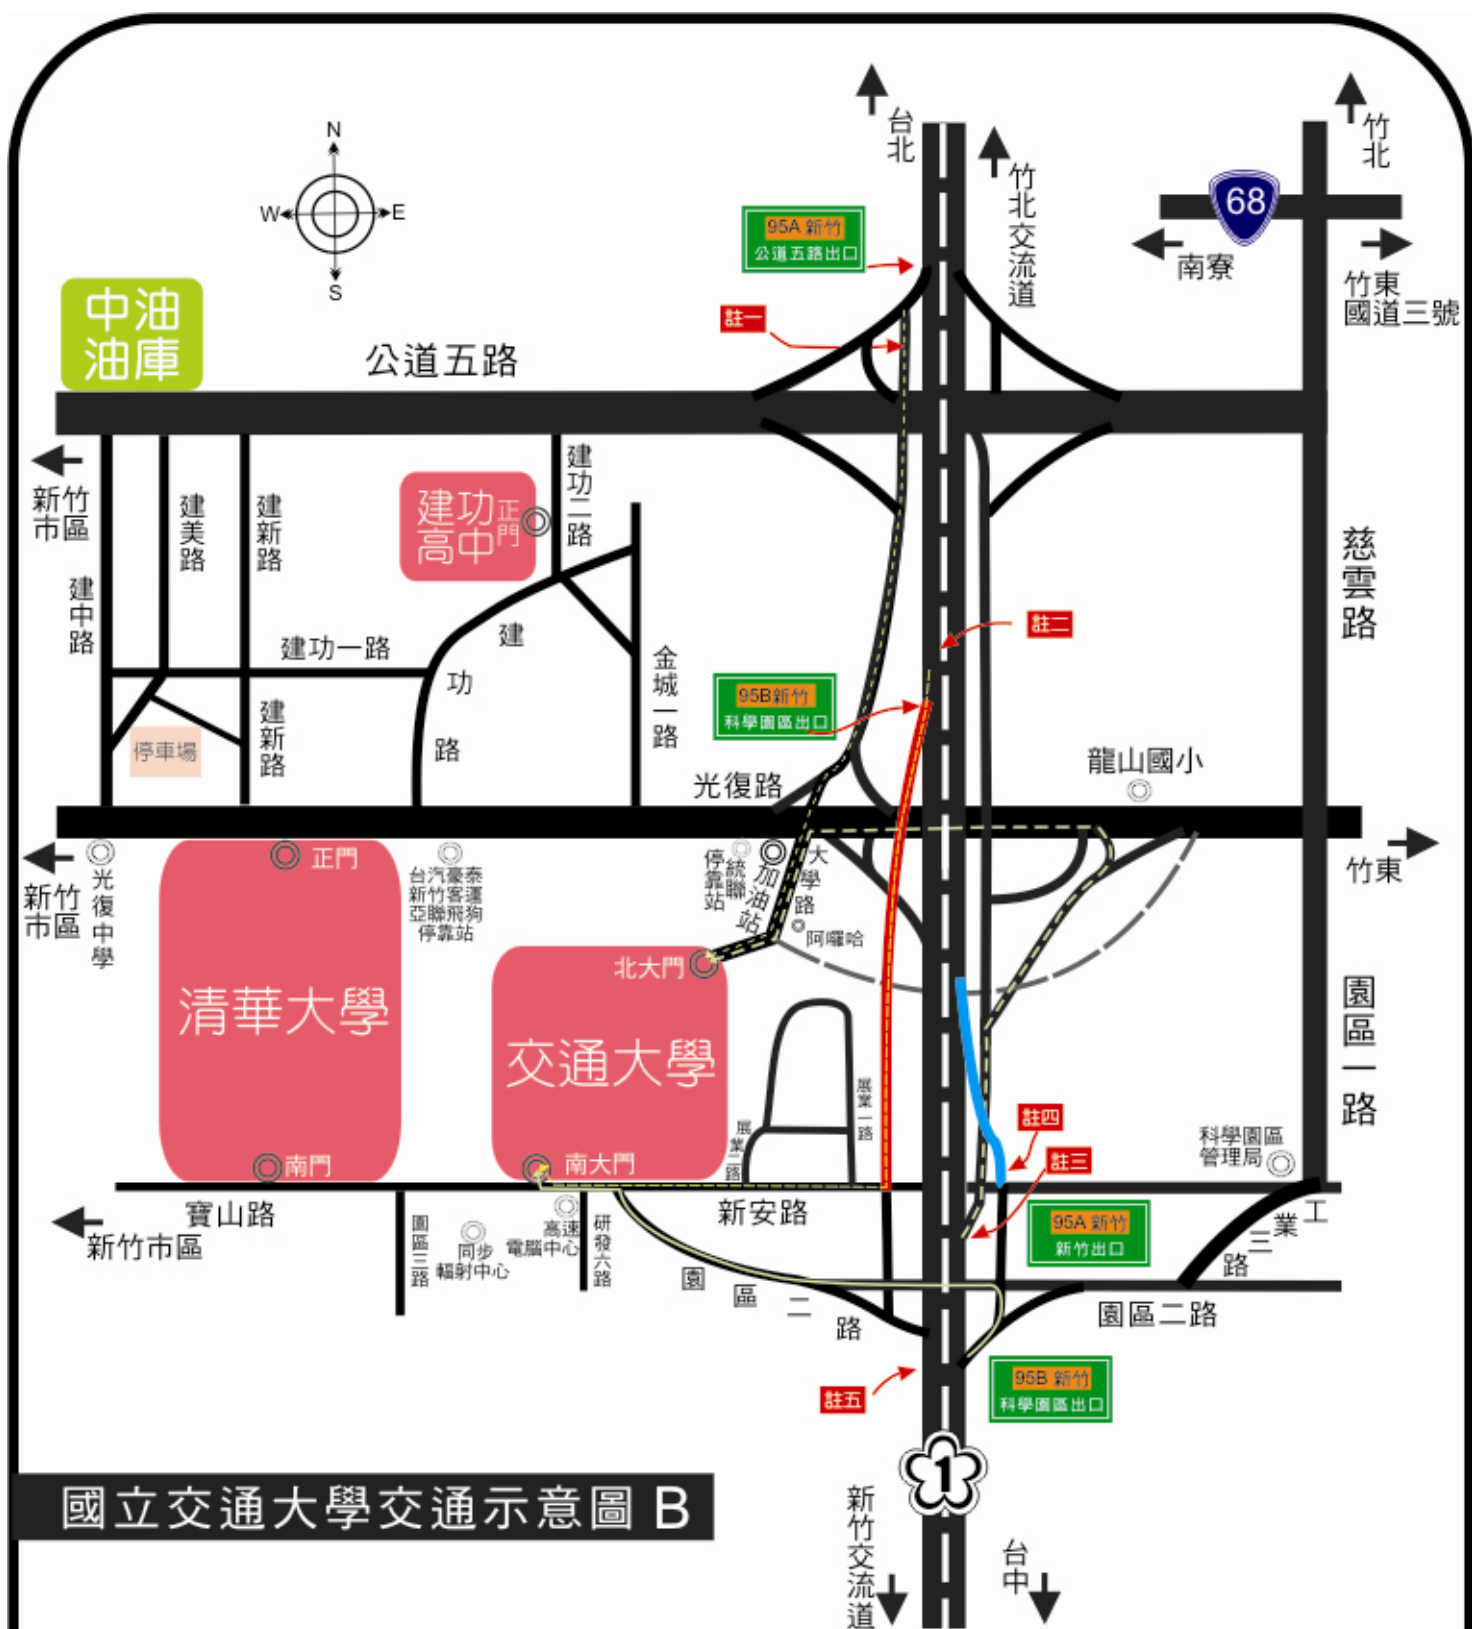 N
W
E
S
台北
竹北交流道
竹北
68
南寮
竹東
國道三號
95A 新竹
公道五路出口
註一
中油
油庫
公道五路
新竹
市區
建中路
建美路
建新路
建功
高中
正門
建功二路
慈雲路
註二
建功一路
建功路
金城一路
95B新竹
科學園區出口
建新路
停車場
光復路
龍山國小
新竹
市區
光復中學
正門
台汽豪泰
新竹客運
亞聯飛狗
停靠站
統聯
停靠站
加油站
大學路
阿囉哈
竹東
北大門
清華大學
交通大學
園區一路
展業一路
展業二路
註四
註三
科學園區
管理局
南門
南大門
寶山路
新安路
新竹市區
園區三路
同步
輻射中心
高速
電腦中心
研發六路
95A 新竹
新竹出口
工業三路
園區二路
園區二路
註五
95B 新竹
科學園區出口
1
國立交通大學交通示意圖 B
新竹交流道
台中